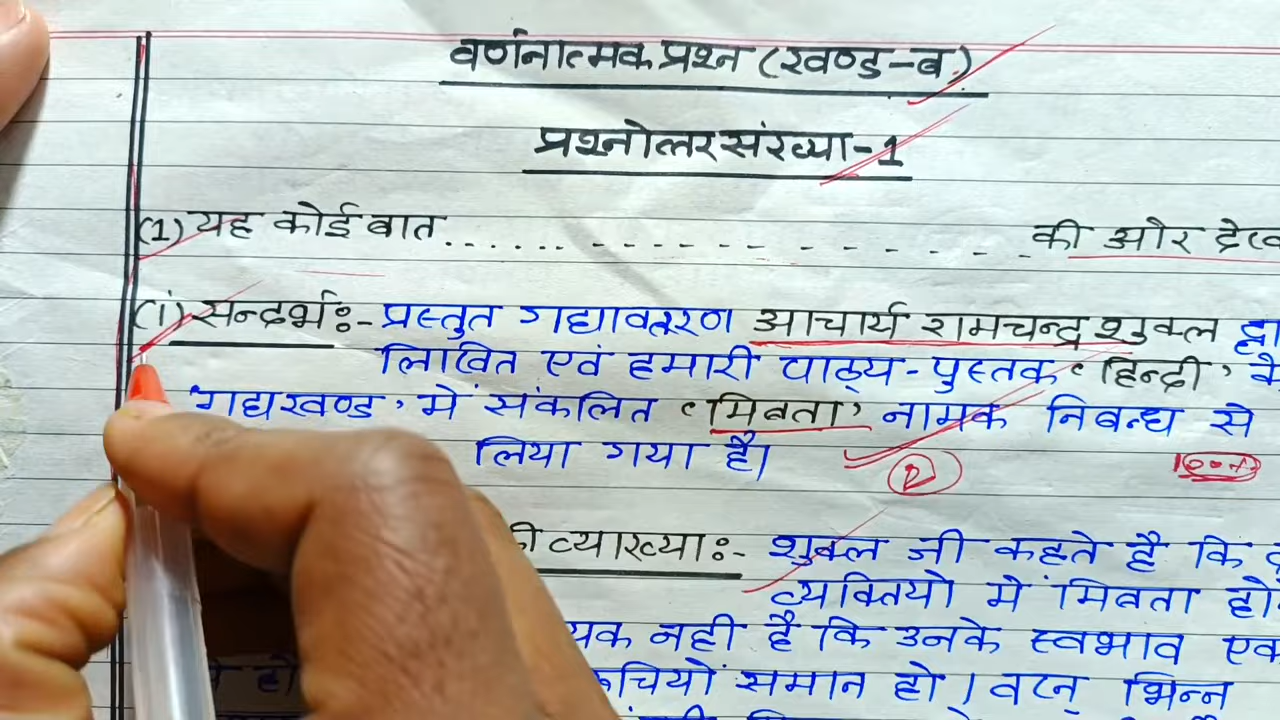 वर्णनात्मक प्रश्न (खण्ड-ब)
प्रश्नोत्तर संख्या-1
(1) यह कोई बात.................की ओर देख
(i) सन्दर्भ:- प्रस्तुत गद्यावतरण आचार्य रामचन्द्र शुक्ल द्वा
लिखित एवं हमारी पाठ्य-पुस्तक 'हिन्दी' के
'गद्यखण्ड' में संकलित 'मित्रता' नामक निबन्ध से
लिया गया है।
की व्याख्या:- शुक्ल जी कहते है कि
व्यक्तियो मे मित्रता हो
यक नही है कि उनके स्वभाव एक
रूचियों समान हो। वरन् भिन्न